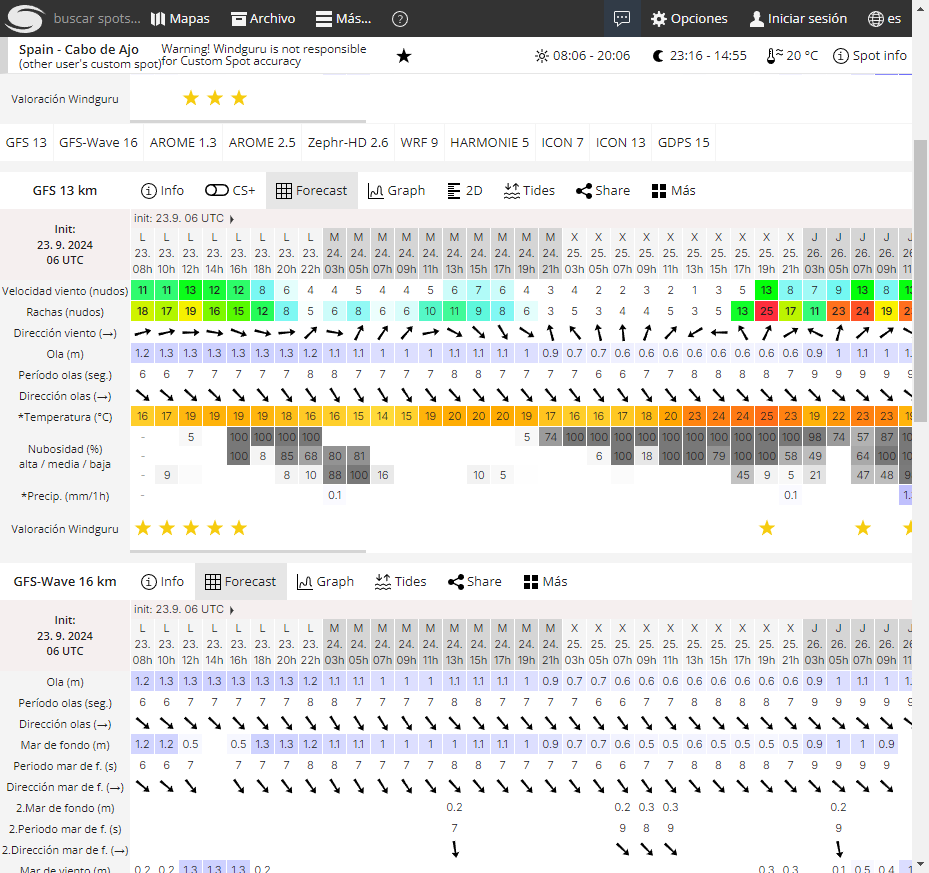 buscar spots... Mapas Archivo Más... ? Opciones Iniciar sesión es
Spain - Cabo de Ajo Warning! Windguru is not responsible
(other user's custom spot) for Custom Spot accuracy 08:06 - 20:06 23:16 - 14:55 20 °C Spot info
Valoración Windguru
GFS 13 GFS-Wave 16 AROME 1.3 AROME 2.5 Zephr-HD 2.6 WRF 9 HARMONIE 5 ICON 7 ICON 13 GDPS 15
GFS 13 km Info CS+ Forecast Graph 2D Tides Share Más
init: 23.9. 06 UTC
Init:
23. 9. 2024
06 UTC
L L L L L L L L M M M M M M M M M M X X X X X X X X X X J J J J J
23. 23. 23. 23. 23. 23. 23. 23. 24. 24. 24. 24. 24. 24. 24. 24. 24. 24. 25. 25. 25. 25. 25. 25. 25. 25. 25. 25. 26. 26. 26. 26. 26
08h 10h 12h 14h 16h 18h 20h 22h 03h 05h 07h 09h 11h 13h 15h 17h 19h 21h 03h 05h 07h 09h 11h 13h 15h 17h 19h 21h 03h 05h 07h 09h 11
Velocidad viento (nudos) 11 11 13 12 12 8 6 4 4 5 4 4 5 6 7 6 4 3 4 3 2 2 3 2 1 3 5 13 8 7 9 13 8
Rachas (nudos) 18 17 19 16 15 12 8 5 6 8 6 6 10 11 9 8 6 3 5 3 4 4 5 3 5 13 25 17 11 23 24 19
Dirección viento (→)
Ola (m) 1.2 1.3 1.3 1.3 1.3 1.3 1.3 1.2 1.1 1.1 1 1 1 1.1 1.1 1.1 1 0.9 0.7 0.7 0.6 0.6 0.6 0.6 0.6 0.6 0.6 0.6 0.9 1 1.1 1
Período olas (seg.) 6 6 7 7 7 7 7 8 8 7 7 7 7 8 8 7 7 7 7 6 6 7 7 8 8 8 8 7 9 9 9 9 9
Dirección olas (→)
*Temperatura (°C) 16 17 19 19 19 19 18 16 16 15 14 15 19 20 20 20 19 17 16 16 17 18 20 23 24 24 25 23 19 22 23 23
Nubosidad (%)
alta / media / baja
- 5 100 100 100 100 5 74 100 100 100 100 100 100 100 100 100 100 98 74 57 87
- 100 8 85 68 80 81 6 100 18 100 100 79 100 100 58 49 64 100
- 9 8 10 88 100 16 10 5 45 9 5 21 47 48
*Precip. (mm/1h) - 0.1 0.1
Valoración Windguru
GFS-Wave 16 km Info Forecast Graph Tides Share Más
init: 23.9. 06 UTC
Init:
23. 9. 2024
06 UTC
L L L L L L L L M M M M M M M M M M X X X X X X X X X X J J J J J
23. 23. 23. 23. 23. 23. 23. 23. 24. 24. 24. 24. 24. 24. 24. 24. 24. 24. 25. 25. 25. 25. 25. 25. 25. 25. 25. 25. 26. 26. 26. 26. 26
08h 10h 12h 14h 16h 18h 20h 22h 03h 05h 07h 09h 11h 13h 15h 17h 19h 21h 03h 05h 07h 09h 11h 13h 15h 17h 19h 21h 03h 05h 07h 09h 11
Ola (m) 1.2 1.3 1.3 1.3 1.3 1.3 1.3 1.2 1.1 1.1 1 1 1 1.1 1.1 1.1 1 0.9 0.7 0.7 0.6 0.6 0.6 0.6 0.6 0.6 0.6 0.6 0.9 1 1.1 1
Período olas (seg.) 6 6 7 7 7 7 7 8 8 7 7 7 7 8 8 7 7 7 7 6 6 7 7 8 8 8 8 7 9 9 9 9 9
Dirección olas (→)
Mar de fondo (m) 1.2 1.2 0.5 0.5 1.3 1.3 1.2 1.1 1.1 1 1 1 1 1.1 1.1 1 0.9 0.7 0.7 0.6 0.5 0.5 0.6 0.5 0.5 0.5 0.5 0.9 1 1 0.9
Periodo mar de f. (s) 6 6 7 7 7 7 8 8 7 7 7 7 8 8 7 7 7 7 6 6 7 7 8 8 8 8 7 9 9 9 9
Dirección mar de f. (→)
2.Mar de fondo (m) 0.2 0.2 0.3 0.3 0.2
2.Periodo mar de f. (s) 7 9 8 9 9
2.Dirección mar de f. (→)
Mar de viento (m) 0.2 0.2 1.3 1.3 1.3 0.2 0.3 0.3 0.1 0.5 0.4